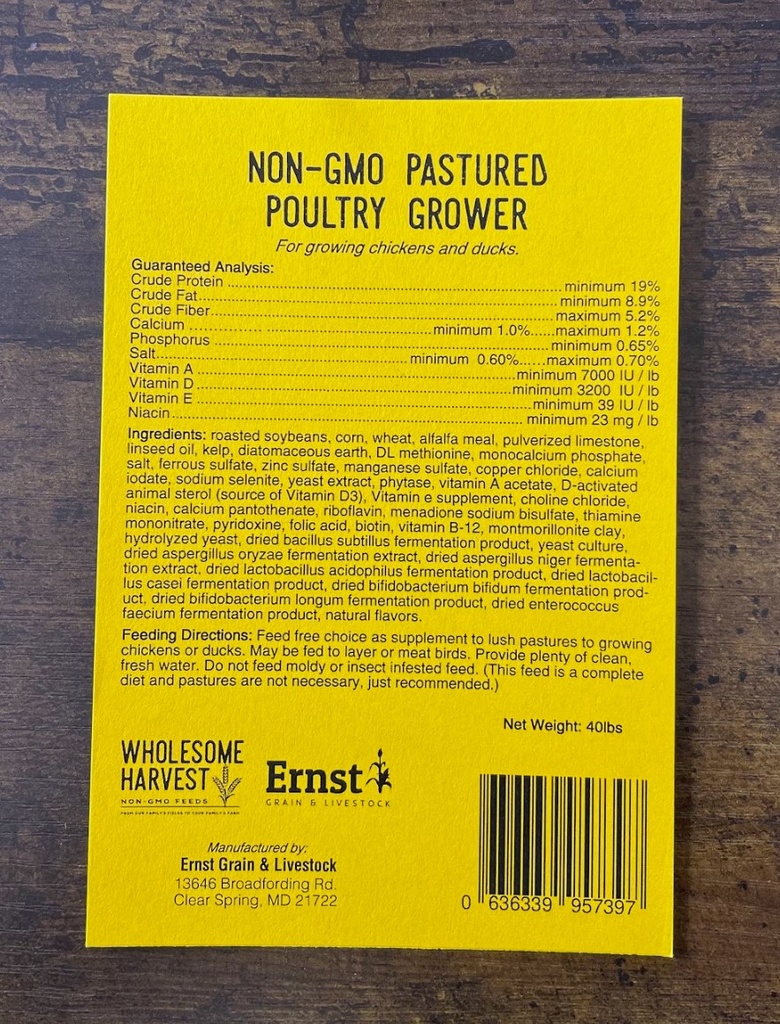 NON-GMO PASTURED
POULTRY GROWER
For growing chickens and ducks.
Guaranteed Analysis:
Crude Protein ........ minimum 19%
Crude Fat........ minimum 8.9%
Crude Fiber........ maximum 5.2%
Calcium ........minimum 1.0%......maximum 1.2%
Phosphorus ........ minimum 0.65%
Salt........ minimum 0.60%......maximum 0.70%
Vitamin A ........minimum 7000 IU / lb
Vitamin D ........minimum 3200 IU / lb
Vitamin E ........minimum 39 IU / lb
Niacin........ minimum 23 mg / lb
Ingredients: roasted soybeans, corn, wheat, alfalfa meal, pulverized limestone,
linseed oil, kelp, diatomaceous earth, DL methionine, monocalcium phosphate,
salt, ferrous sulfate, zinc sulfate, manganese sulfate, copper chloride, calcium
iodate, sodium selenite, yeast extract, phytase, vitamin A acetate, D-activated
animal sterol (source of Vitamin D3), Vitamin e supplement, choline chloride,
niacin, calcium pantothenate, riboflavin, menadione sodium bisulfate, thiamine
mononitrate, pyridoxine, folic acid, biotin, vitamin B-12, montmorillonite clay,
hydrolyzed yeast, dried bacillus subtillus fermentation product, yeast culture,
dried aspergillus oryzae fermentation extract, dried aspergillus niger fermenta-
tion extract, dried lactobacillus acidophilus fermentation product, dried lactobacil-
lus casei fermentation product, dried bifidobacterium bifidum fermentation prod-
uct, dried bifidobacterium longum fermentation product, dried enterococcus
faecium fermentation product, natural flavors.
Feeding Directions: Feed free choice as supplement to lush pastures to growing
chickens or ducks. May be fed to layer or meat birds. Provide plenty of clean,
fresh water. Do not feed moldy or insect infested feed. (This feed is a complete
diet and pastures are not necessary, just recommended.)
Net Weight: 40lbs
WHOLESOME
HARVEST
NON-GMO FEEDS
FROM OUR FAMILY'S FIELDS TO YOUR FAMILY'S FARM
Ernst
GRAIN & LIVESTOCK
Manufactured by:
Ernst Grain & Livestock
13646 Broadfording Rd.
Clear Spring, MD 21722
0 636339 957397